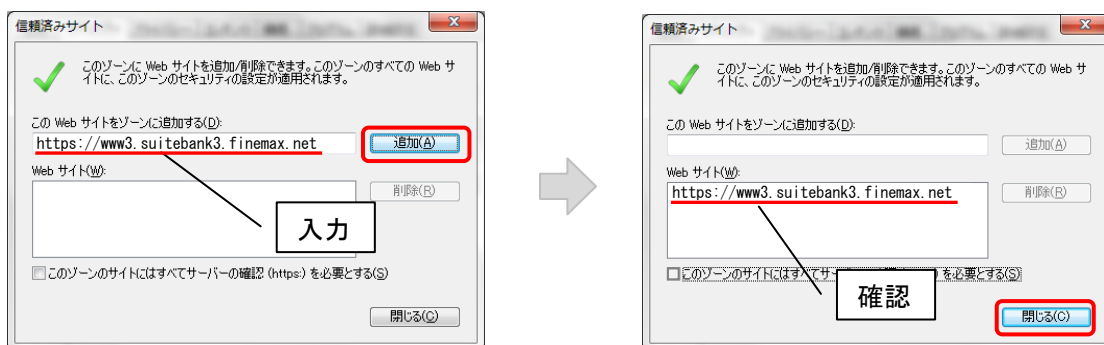 信頼済みサイト
このゾーンに Web サイトを追加/削除できます。このゾーンのすべての Web サ
イトに、このゾーンのセキュリティの設定が適用されます。
この Web サイトをゾーンに追加する(D):
https://www3.suitebank3.finemax.net
追加(A)
Web サイト(W):
削除(R)
入力
このゾーンのサイトにはすべてサーバーの確認 (https:) を必要とする(S)
閉じる(C)
信頼済みサイト
このゾーンに Web サイトを追加/削除できます。このゾーンのすべての Web サ
イトに、このゾーンのセキュリティの設定が適用されます。
この Web サイトをゾーンに追加する(D):
追加(A)
Web サイト(W):
https://www3.suitebank3.finemax.net
削除(R)
このゾーンのサイトにはすべてサー
) を必要とする(S)
確認
閉じる(C)